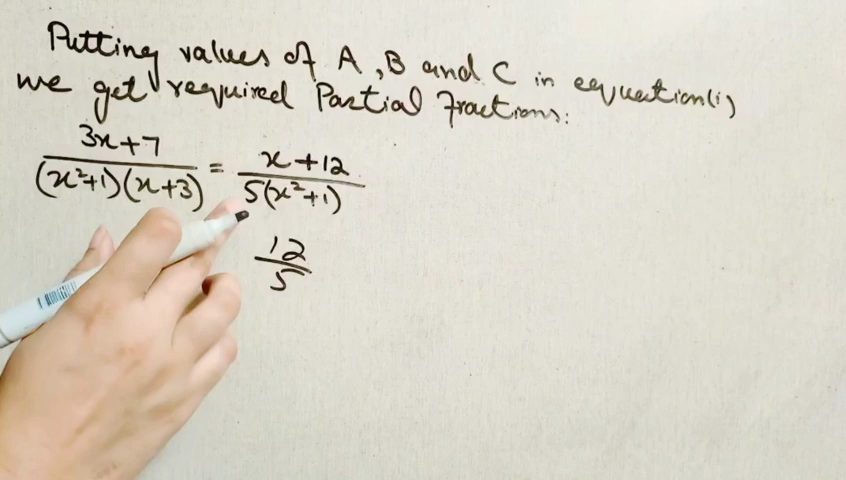 Putting values of A, B and C in equation(i)
we get required Partial Fractions:
(3x+7)/((x²+1)(x+3)) = (x+12)/(5(x²+1))
12/5